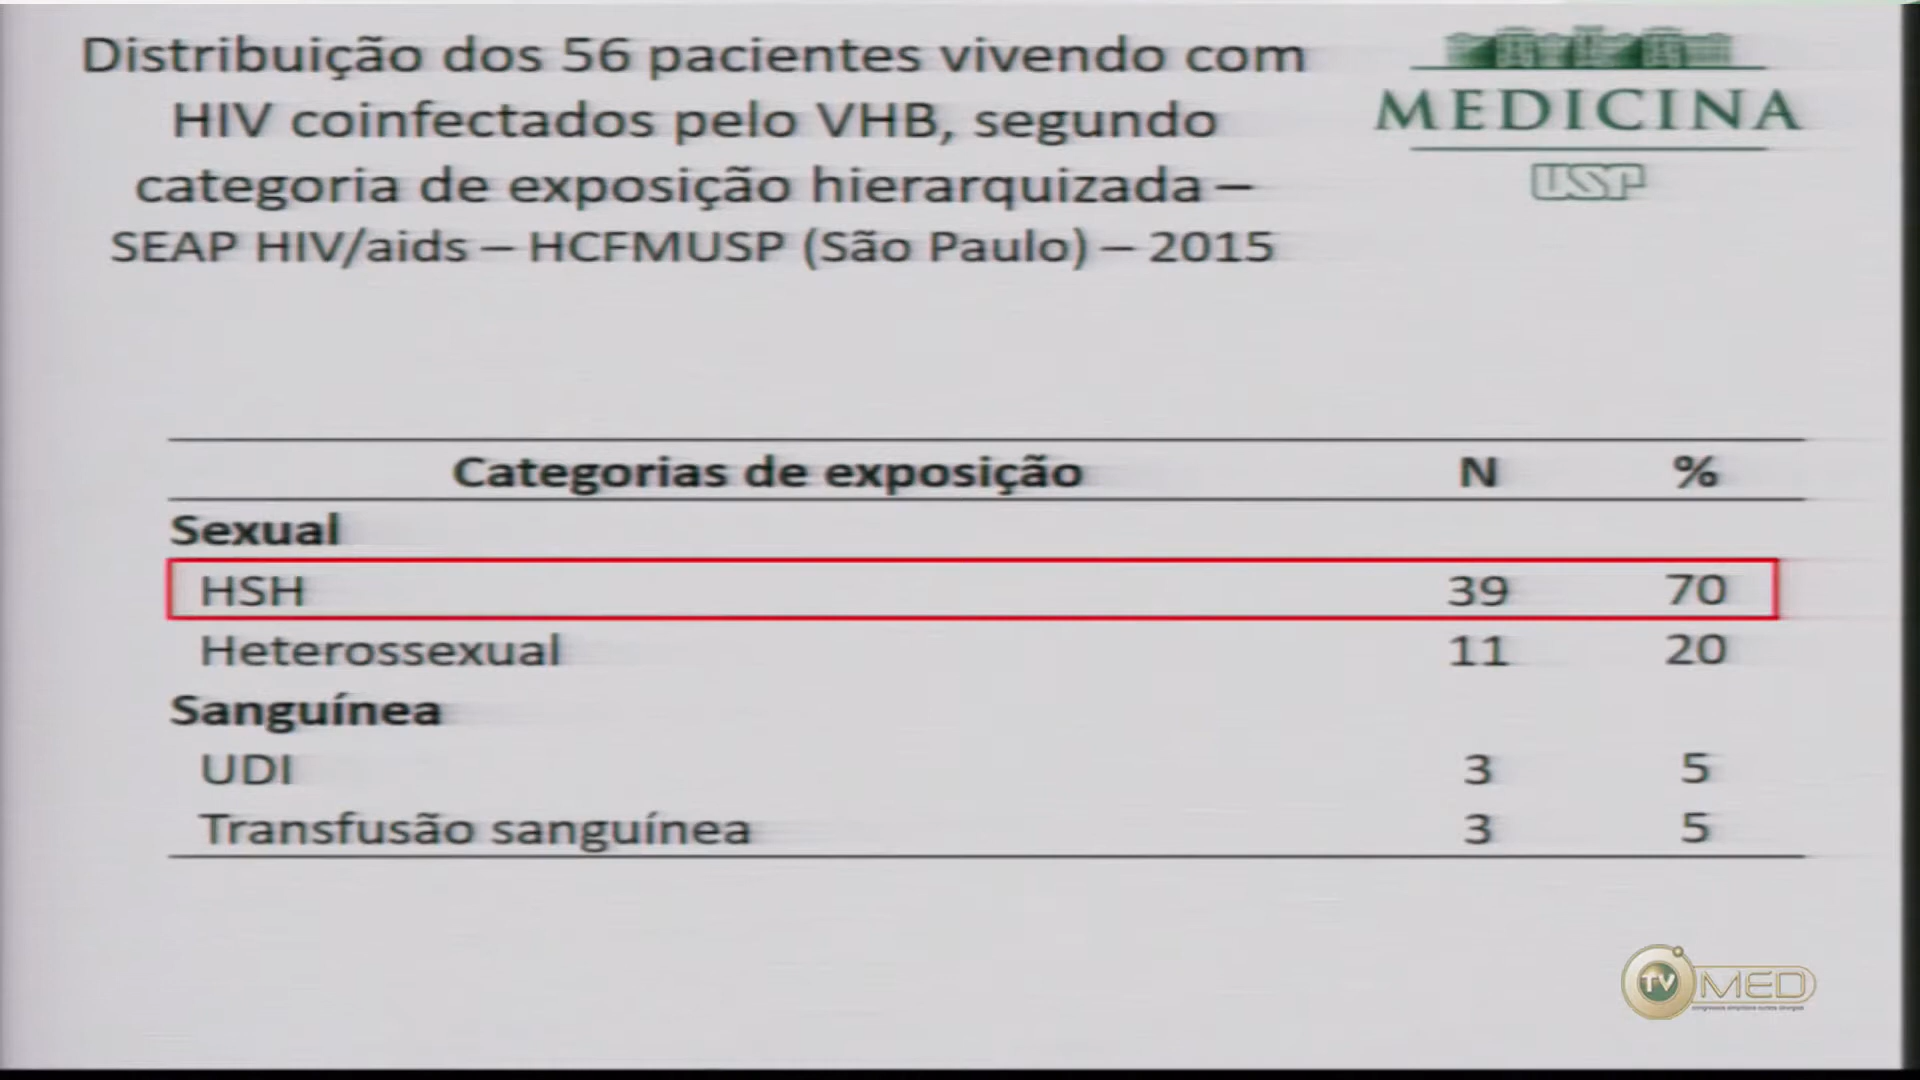 Distribuição dos 56 pacientes vivendo com
HIV coinfectados pelo VHB, segundo
categoria de exposição hierarquizada –
SEAP HIV/aids – HCFMUSP (São Paulo) – 2015
MEDICINA
USP
Categorias de exposição N %
Sexual
HSH 39 70
Heterossexual 11 20
Sanguínea
UDI 3 5
Transfusão sanguínea 3 5
TV MED